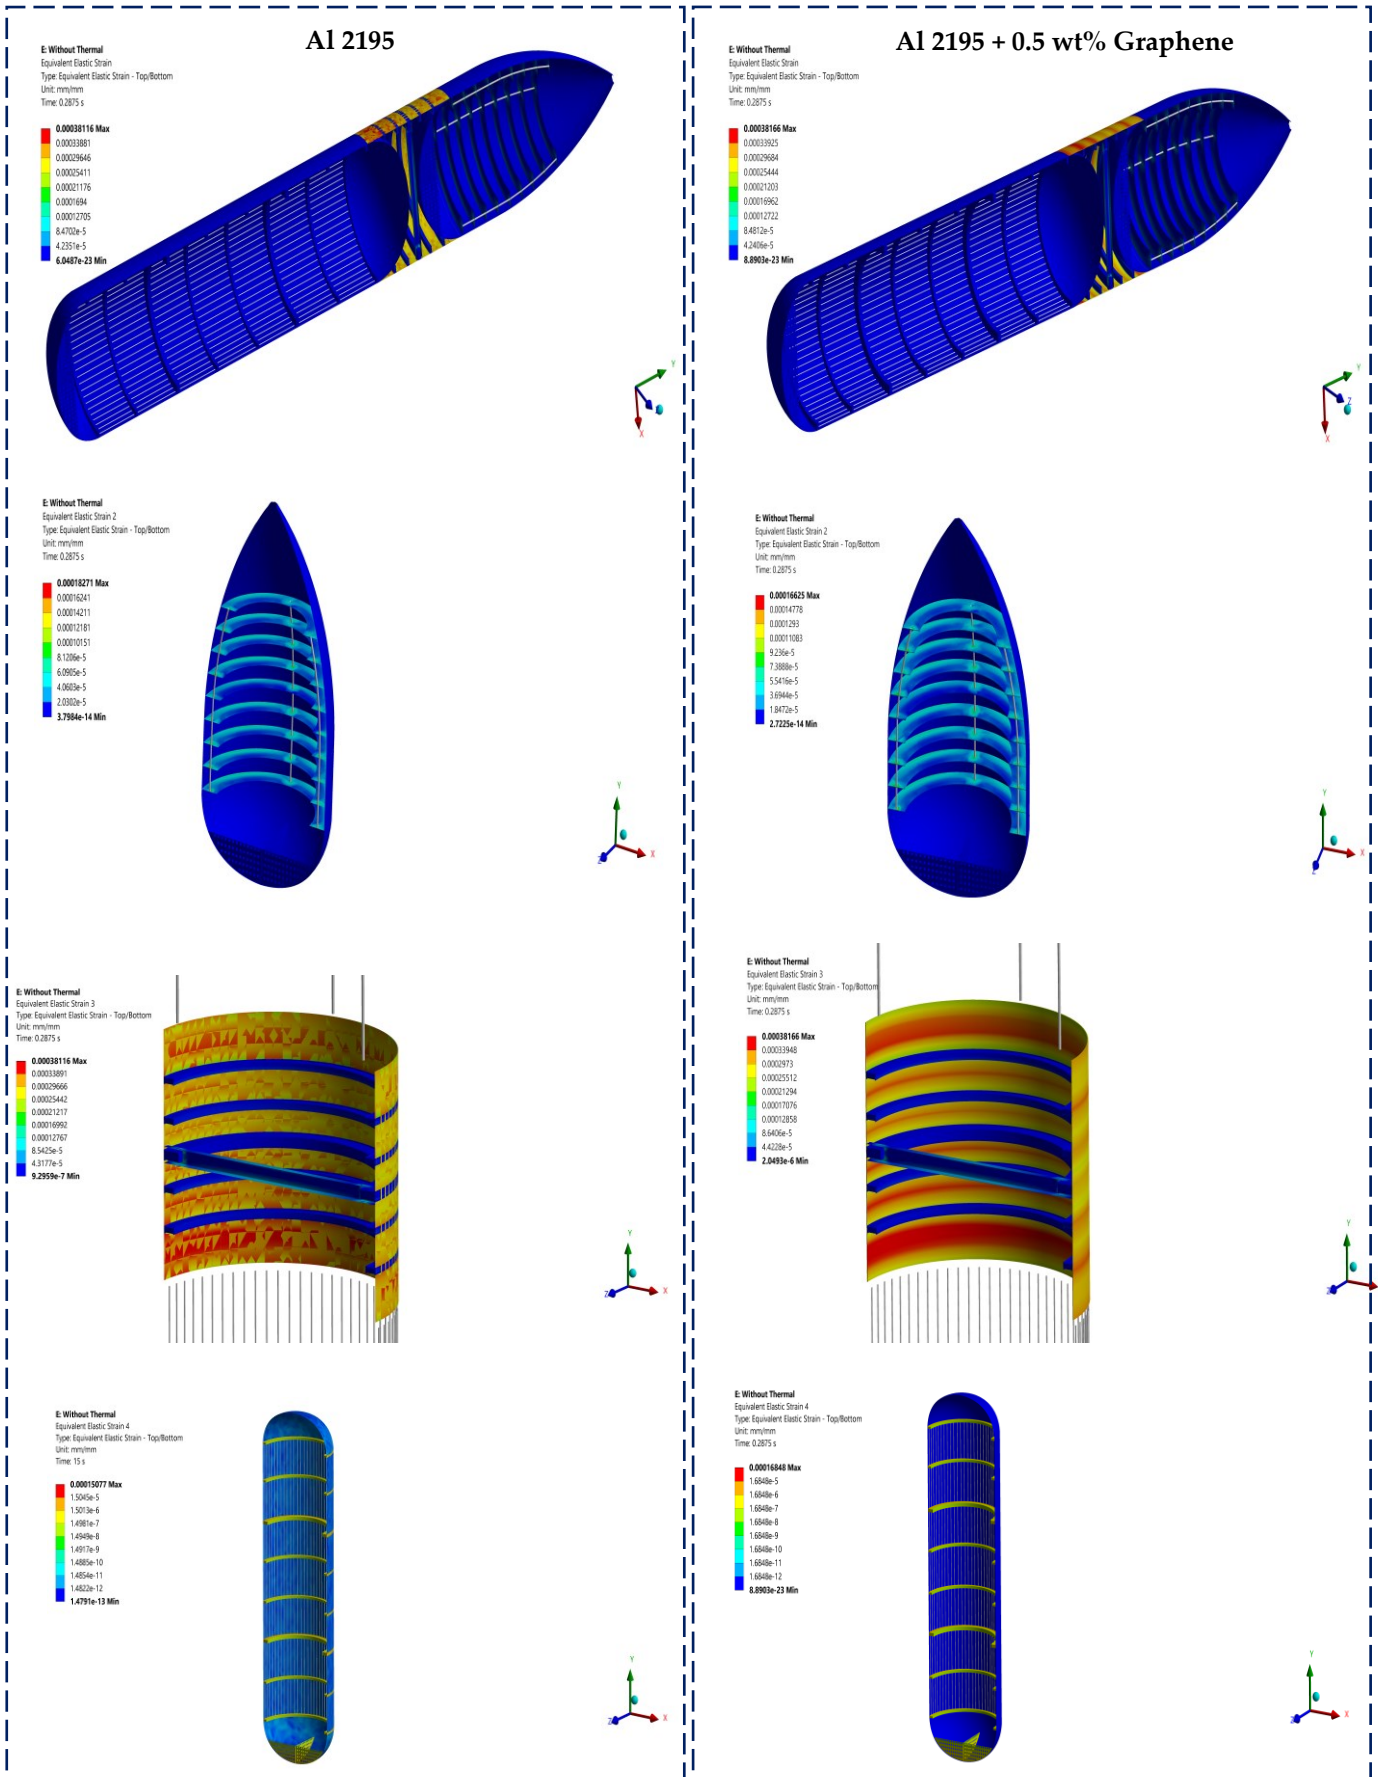 Al 2195
E: Without Thermal
Equivalent Elastic Strain
Type: Equivalent Elastic Strain - Top/Bottom
Unit: mm/mm
Time: 0.2875 s
0.00038116 Max
0.00033881
0.00029646
0.00025411
0.00021176
0.0001694
0.00012705
8.4702e-5
4.2351e-5
6.0487e-23 Min
Y
X
E: Without Thermal
Equivalent Elastic Strain 2
Type: Equivalent Elastic Strain - Top/Bottom
Unit: mm/mm
Time: 0.2875 s
0.00018271 Max
0.00016241
0.00014211
0.00012181
0.00010151
8.1206e-5
6.0905e-5
4.0603e-5
2.0302e-5
3.7984e-14 Min
Y
Z
X
E: Without Thermal
Equivalent Elastic Strain 3
Type: Equivalent Elastic Strain - Top/Bottom
Unit: mm/mm
Time: 0.2875 s
0.00038116 Max
0.00033891
0.00029666
0.00025442
0.00021217
0.00016992
0.00012767
8.5425e-5
4.3177e-5
9.2959e-7 Min
Y
Z
X
E: Without Thermal
Equivalent Elastic Strain 4
Type: Equivalent Elastic Strain - Top/Bottom
Unit: mm/mm
Time: 15 s
0.00015077 Max
1.5045e-5
1.5013e-6
1.4981e-7
1.4949e-8
1.4917e-9
1.4885e-10
1.4854e-11
1.4822e-12
1.4791e-13 Min
Y
Z
X
Al 2195 + 0.5 wt% Graphene
E: Without Thermal
Equivalent Elastic Strain
Type: Equivalent Elastic Strain - Top/Bottom
Unit: mm/mm
Time: 0.2875 s
0.00038166 Max
0.00033925
0.00029684
0.00025444
0.00021203
0.00016962
0.00012722
8.4812e-5
4.2406e-5
8.8903e-23 Min
Y
Z
X
E: Without Thermal
Equivalent Elastic Strain 2
Type: Equivalent Elastic Strain - Top/Bottom
Unit: mm/mm
Time: 0.2875 s
0.00016625 Max
0.00014778
0.0001293
0.00011083
9.236e-5
7.3888e-5
5.5416e-5
3.6944e-5
1.8472e-5
2.7225e-14 Min
Y
X
Z
E: Without Thermal
Equivalent Elastic Strain 3
Type: Equivalent Elastic Strain - Top/Bottom
Unit: mm/mm
Time: 0.2875 s
0.00038166 Max
0.00033948
0.0002973
0.00025512
0.00021294
0.00017076
0.00012858
8.6406e-5
4.4228e-5
2.0493e-6 Min
Y
Z
E: Without Thermal
Equivalent Elastic Strain 4
Type: Equivalent Elastic Strain - Top/Bottom
Unit: mm/mm
Time: 0.2875 s
0.00016848 Max
1.6848e-5
1.6848e-6
1.6848e-7
1.6848e-8
1.6848e-9
1.6848e-10
1.6848e-11
1.6848e-12
8.8903e-23 Min
Y
Z
X